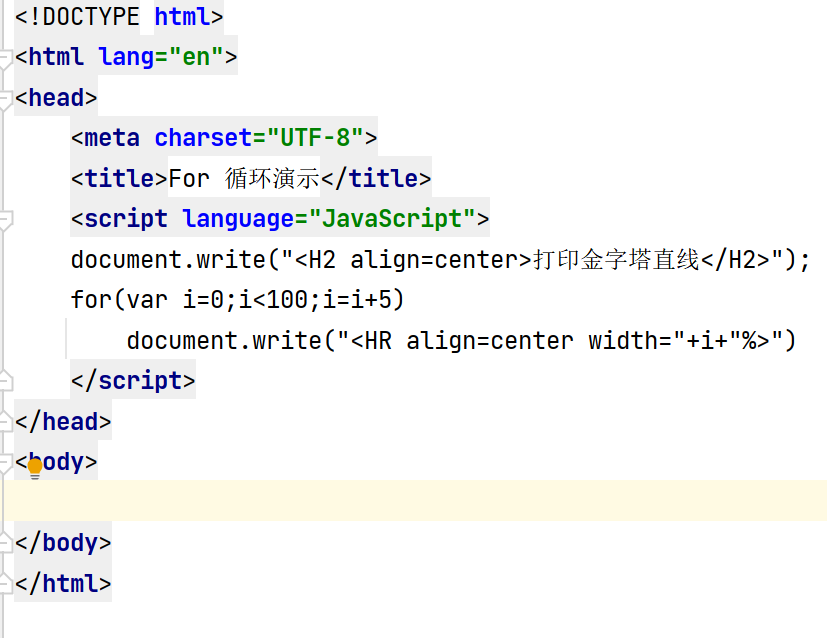 <!DOCTYPE html>
<html lang="en">
<head>
    <meta charset="UTF-8">
    <title>For 循环演示</title>
    <script language="JavaScript">
    document.write("<H2 align=center>打印金字塔直线</H2>");
    for(var i=0;i<100;i=i+5)
        document.write("<HR align=center width="+i+"%>")
    </script>
</head>
<body>
</body>
</html>